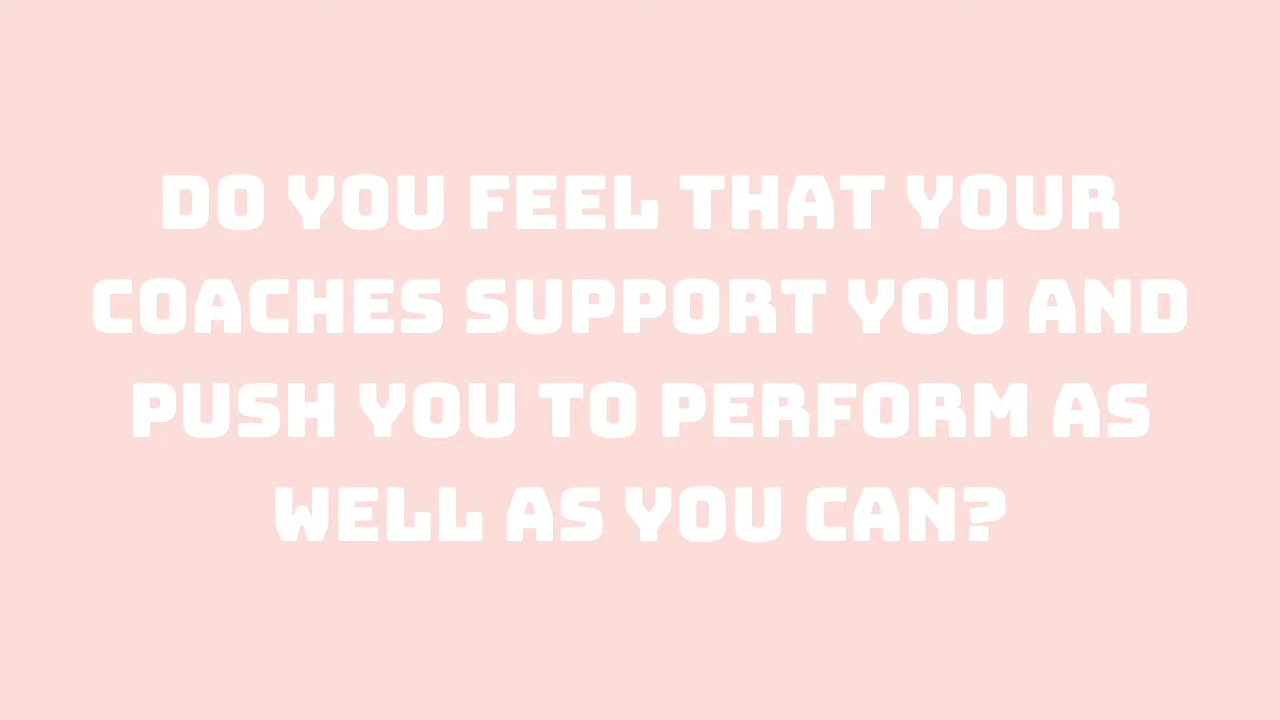 DO YOU FEEL THAT YOUR
COACHES SUPPORT YOU AND
PUSH YOU TO PERFORM AS
WELL AS YOU CAN?